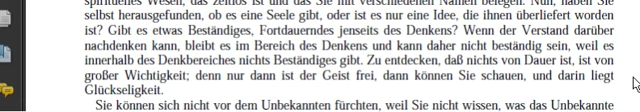 spirituelles Wesen, das zeitlos ist und das Sie mit verschiedenen Namen belegen. Nun, haben Sie
selbst herausgefunden, ob es eine Seele gibt, oder ist es nur eine Idee, die ihnen überliefert worden
ist? Gibt es etwas Beständiges, Fortdauerndes jenseits des Denkens? Wenn der Verstand darüber
nachdenken kann, bleibt es im Bereich des Denkens und kann daher nicht beständig sein, weil es
innerhalb des Denkbereiches nichts Beständiges gibt. Zu entdecken, daß nichts von Dauer ist, ist von
großer Wichtigkeit; denn nur dann ist der Geist frei, dann können Sie schauen, und darin liegt
Glückseligkeit.
Sie können sich nicht vor dem Unbekannten fürchten, weil Sie nicht wissen, was das Unbekannte